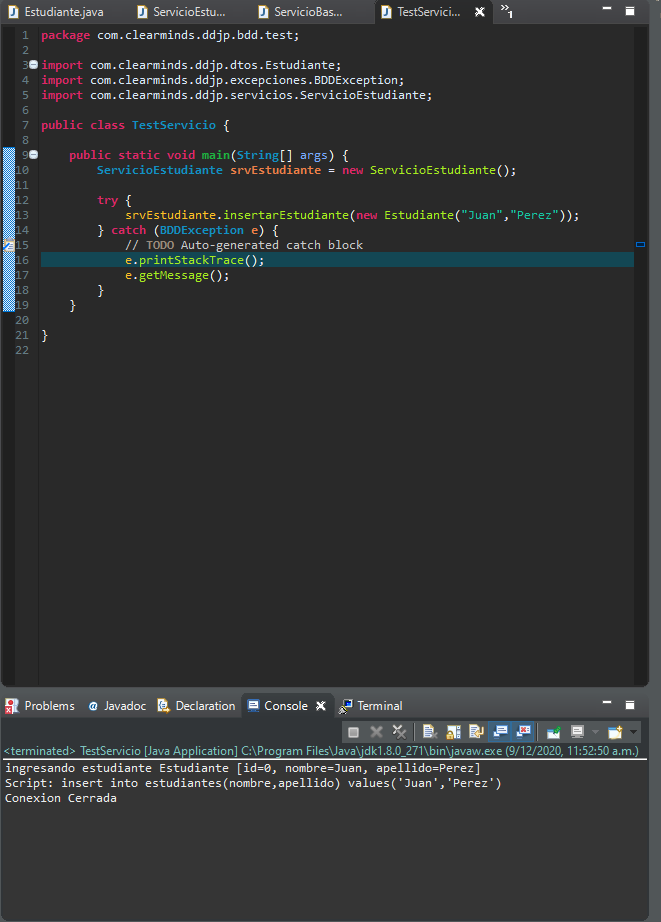 Estudiante.java
ServicioEstu...
ServicioBas...
TestServici...
1
1 package com.clearminds.ddjp.bdd.test;
2
3 import com.clearminds.ddjp.dtos.Estudiante;
4 import com.clearminds.ddjp.excepciones.BDDException;
5 import com.clearminds.ddjp.servicios.ServicioEstudiante;
6
7 public class TestServicio {
8
9     public static void main(String[] args) {
10         ServicioEstudiante srvEstudiante = new ServicioEstudiante();
11
12         try {
13             srvEstudiante.insertarEstudiante(new Estudiante("Juan","Perez"));
14         } catch (BDDException e) {
15             // TODO Auto-generated catch block
16             e.printStackTrace();
17             e.getMessage();
18         }
19     }
20
21 }
22
Problems @ Javadoc Declaration Console Terminal
<terminated> TestServicio [Java Application] C:\Program Files\Java\jdk1.8.0_271\bin\javaw.exe (9/12/2020, 11:52:50 a.m.)
ingresando estudiante Estudiante [id=0, nombre=Juan, apellido=Perez]
Script: insert into estudiantes(nombre,apellido) values('Juan','Perez')
Conexion Cerrada